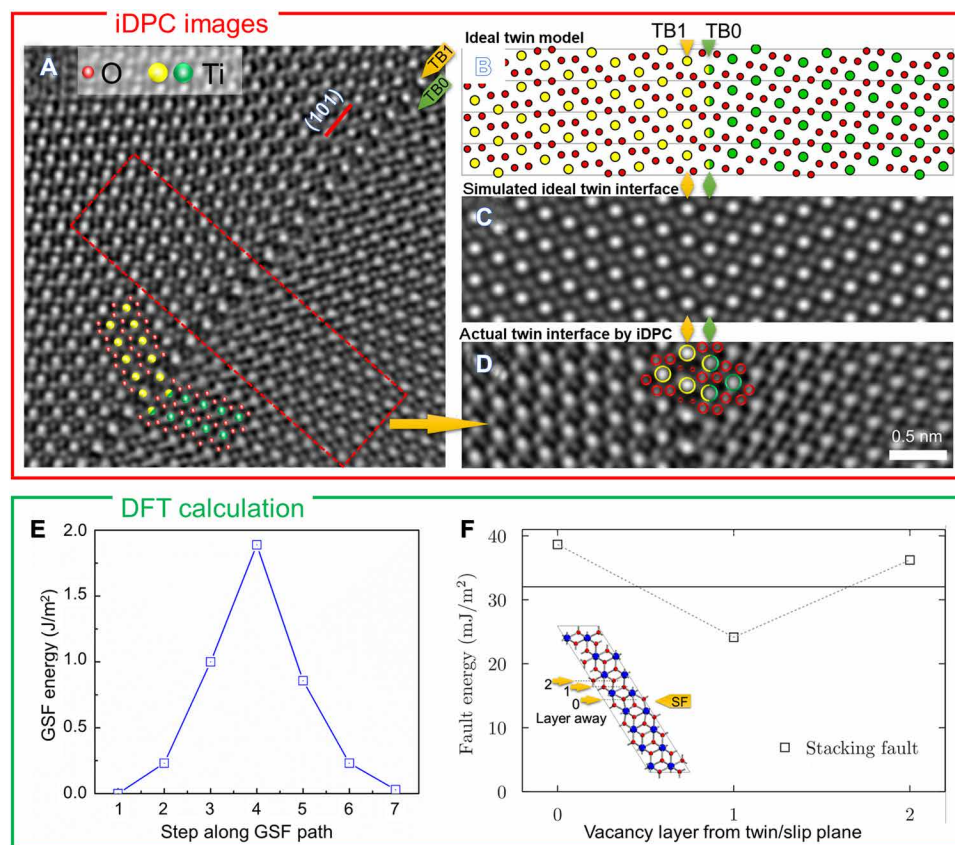 iDPC images
A
O
Ti
TB1
TB0
(101)
TB1 TB0
Ideal twin model
B
Simulated ideal twin interface
C
Actual twin interface by iDPC
D
0.5 nm
DFT calculation
E
2.0
1.5
1.0
0.5
0.0
GSF energy (J/m²)
1 2 3 4 5 6 7
Step along GSF path
F
40
30
20
10
0
Fault energy (mJ/m²)
2
1
0
Layer away
SF
Stacking fault
0 1 2
Vacancy layer from twin/slip plane